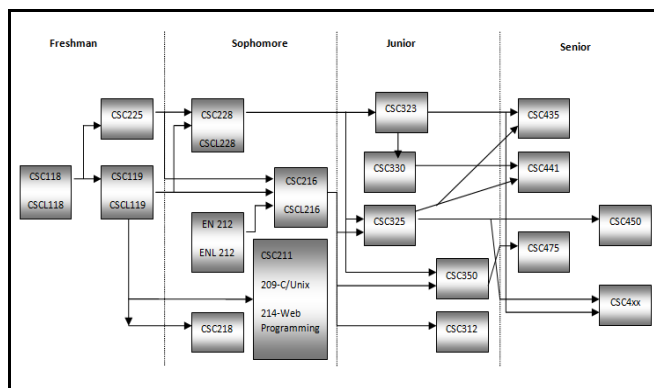 Freshman
Sophomore
Junior
Senior
CSC118
CSCL118
CSC225
CSC119
CSCL119
CSC228
CSCL228
CSC216
CSCL216
EN 212
ENL 212
CSC211
209-C/Unix
214-Web
Programming
CSC218
CSC323
CSC330
CSC325
CSC350
CSC312
CSC435
CSC441
CSC475
CSC450
CSC4xx